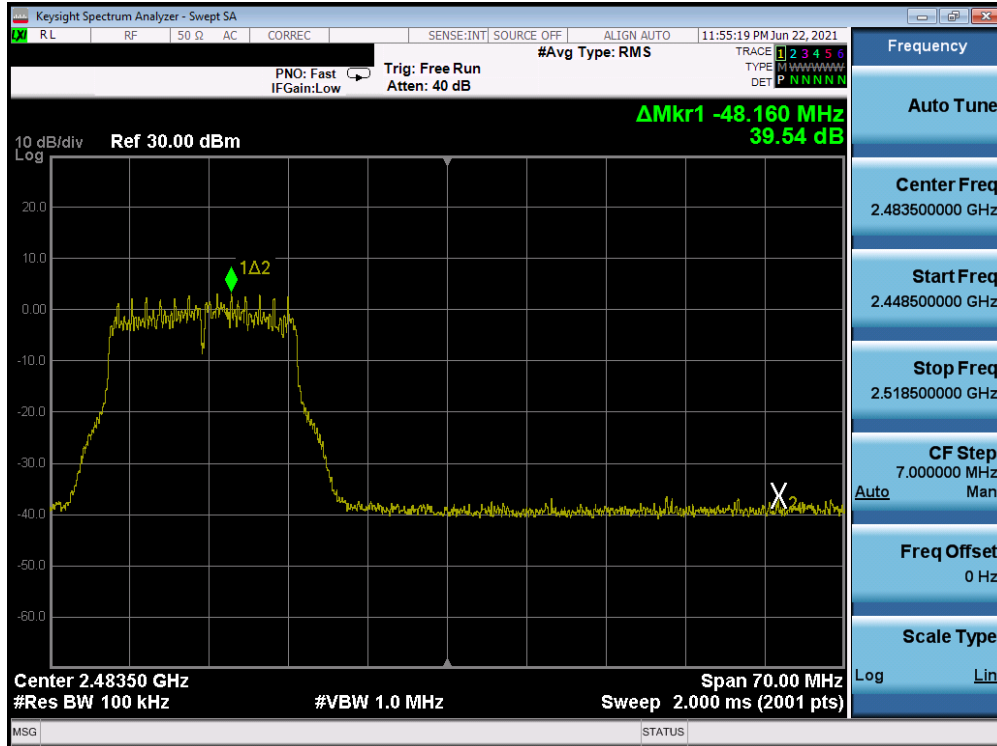 Keysight Spectrum Analyzer - Swept SA
LXI RL RF 50 Ω AC CORREC SENSE:INT SOURCE OFF ALIGN AUTO 11:55:19 PM Jun 22, 2021
#Avg Type: RMS
TRACE 1 2 3 4 5 6
TYPE M W W W W W
DET P N N N N N
PNO: Fast
IFGain:Low
Trig: Free Run
Atten: 40 dB
ΔMkr1 -48.160 MHz
39.54 dB
10 dB/div Ref 30.00 dBm
Log
20.0
10.0
1Δ2
0.00
-10.0
-20.0
-30.0
X2
-40.0
-50.0
-60.0
Center 2.48350 GHz Span 70.00 MHz
#Res BW 100 kHz #VBW 1.0 MHz Sweep 2.000 ms (2001 pts)
MSG STATUS
Frequency
Auto Tune
Center Freq
2.483500000 GHz
Start Freq
2.448500000 GHz
Stop Freq
2.518500000 GHz
CF Step
7.000000 MHz
Auto Man
Freq Offset
0 Hz
Scale Type
Log Lin